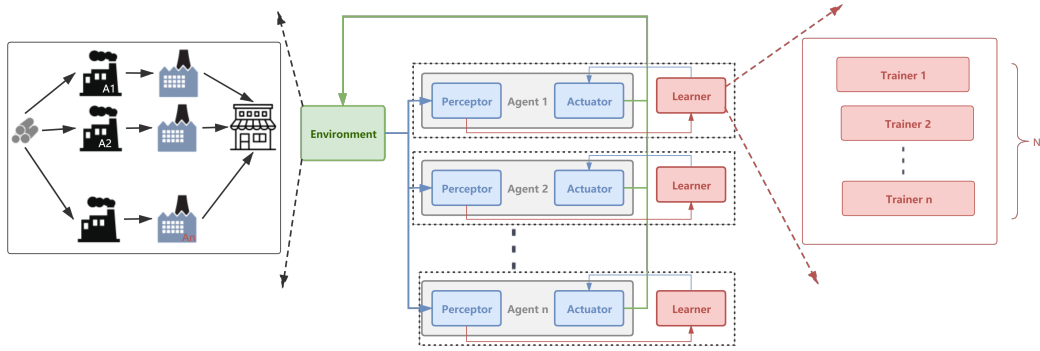 A1
A2
An
Environment
Perceptor
Agent 1
Actuator
Learner
Perceptor
Agent 2
Actuator
Learner
Perceptor
Agent n
Actuator
Learner
Trainer 1
Trainer 2
Trainer n
N